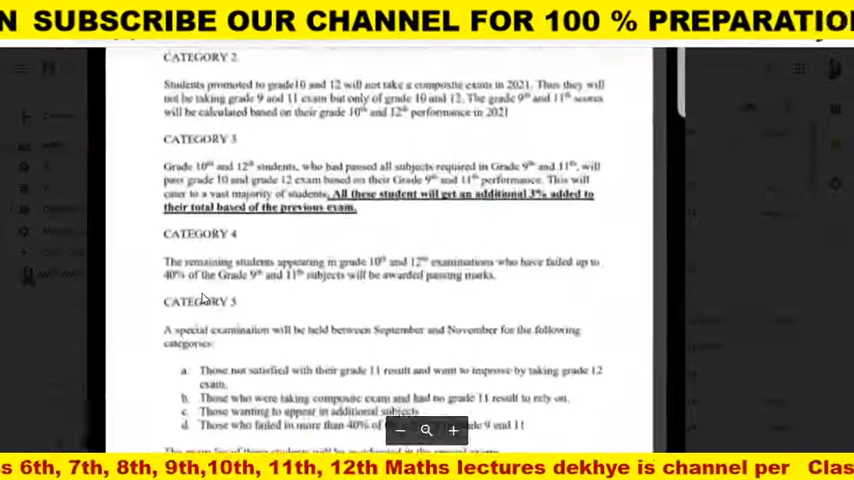 N SUBSCRIBE OUR CHANNEL FOR 100 % PREPARATIO
CATEGORY 2
Students promoted to grade10 and 12 will not take a composite exam in 2021. Thus they will
not be taking grade 9 and 11 exam but only of grade 10 and 12. The grade 9th and 11th scores
will be calculated based on their grade 10th and 12th performance in 2021
CATEGORY 3
Grade 10th and 12th students, who had passed all subjects required in Grade 9th and 11th, will
pass grade 10 and grade 12 exam based on their Grade 9th and 11th performance. This will
cater to a vast majority of students. All these student will get an additional 3% added to
their total based of the previous exam.
CATEGORY 4
The remaining students appearing in grade 10th and 12th examinations who have failed up to
40% of the Grade 9th and 11th subjects will be awarded passing marks.
CATEGORY 5
A special examination will be held between September and November for the following
categories:
a. Those not satisfied with their grade 11 result and want to improve by taking grade 12
exam.
b. Those who were taking composite exam and had no grade 11 result to rely on.
c. Those wanting to appear in additional subjects
d. Those who failed in more than 40% of grade 9 and 11
s 6th, 7th, 8th, 9th,10th, 11th, 12th Maths lectures dekhye is channel per Clas